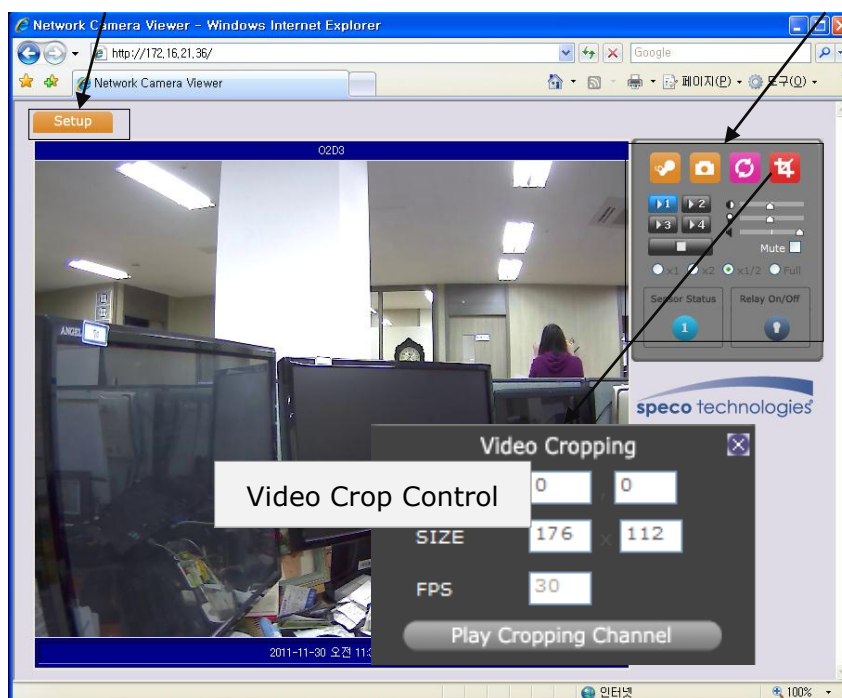 Network Camera Viewer - Windows Internet Explorer
http://172,16,21,36/
Google
Network Camera Viewer
페이지(P)
도구(O)
Setup
O2D3
1
2
3
4
Mute
x1
x2
x1/2
Full
Sensor Status
Relay On/Off
1
speco technologies
Video Cropping
0 , 0
Video Crop Control
SIZE 176 x 112
FPS 30
Play Cropping Channel
2011-11-30 오전 11:
인터넷
100%